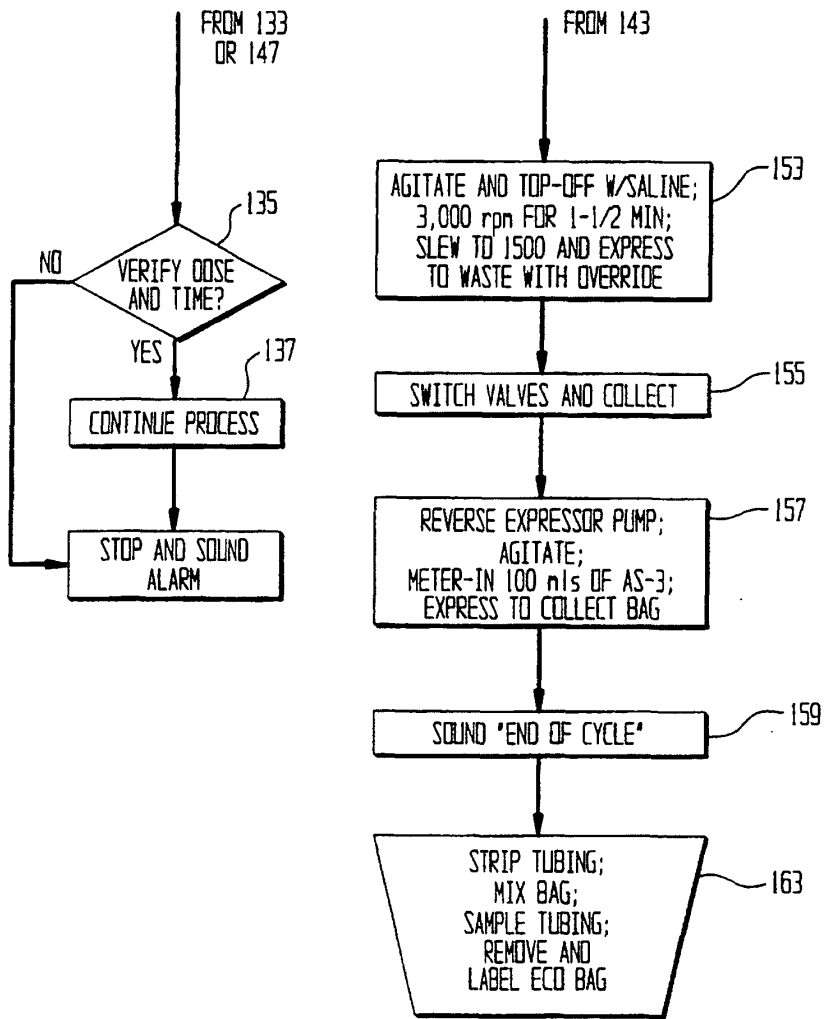 FROM 133
OR 147
135
NO
VERIFY DOSE
AND TIME?
YES
137
CONTINUE PROCESS
STOP AND SOUND
ALARM
FROM 143
153
AGITATE AND TOP-OFF W/SALINE;
3,000 rpm FOR 1-1/2 MIN;
SLEW TO 1500 AND EXPRESS
TO WASTE WITH OVERRIDE
155
SWITCH VALVES AND COLLECT
157
REVERSE EXPRESSOR PUMP;
AGITATE;
METER-IN 100 mls OF AS-3;
EXPRESS TO COLLECT BAG
159
SOUND "END OF CYCLE"
163
STRIP TUBING;
MIX BAG;
SAMPLE TUBING;
REMOVE AND
LABEL ECO BAG